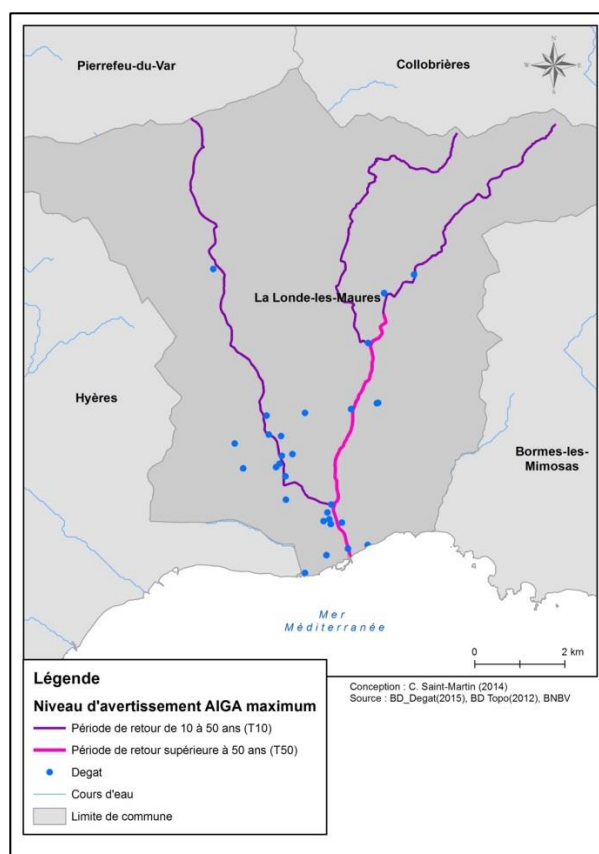 Pierrefeu-du-Var
Collobrières
N
La Londe-les-Maures
Hyères
Bormes-les-
Mimosas
Mer
Méditerranée
0 2 km
Légende
Niveau d'avertissement AIGA maximum
Période de retour de 10 à 50 ans (T10)
Période de retour supérieure à 50 ans (T50)
Degat
Cours d'eau
Limite de commune
Conception : C. Saint-Martin (2014)
Source : BD_Degat(2015), BD Topo(2012), BNBV